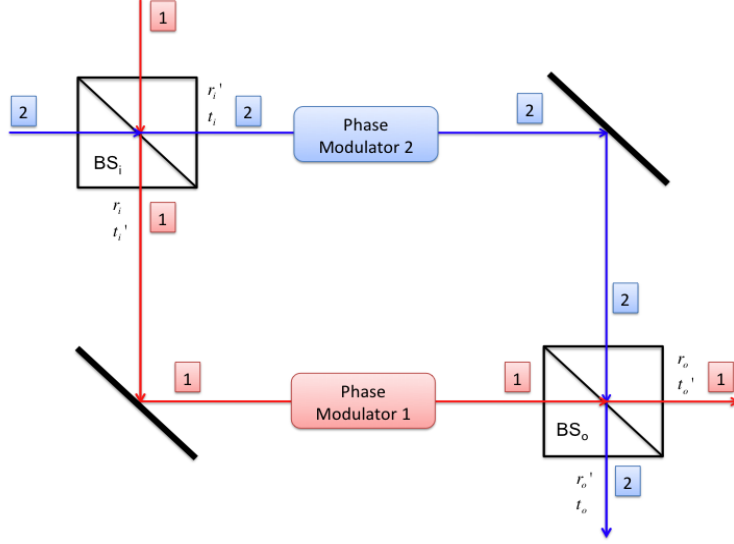 1
2
r_i'
t_i
2
Phase
Modulator 2
2
BS_i
r_i
t_i'
1
2
1
Phase
Modulator 1
1
r_o
t_o'
1
BS_o
r_o'
t_o
2